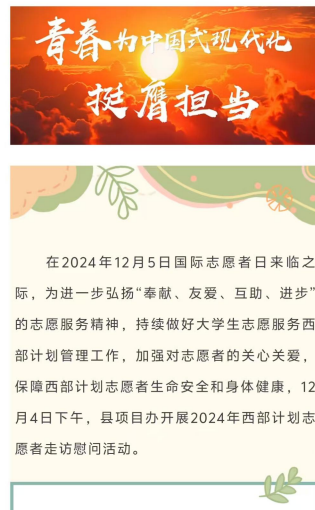 青春为中国式现代化
挺膺担当
在2024年12月5日国际志愿者日来临之
际，为进一步弘扬“奉献、友爱、互助、进步”
的志愿服务精神，持续做好大学生志愿服务西
部计划管理工作，加强对志愿者的关心关爱，
保障西部计划志愿者生命安全和身体健康，12
月4日下午，县项目办开展2024年西部计划志
愿者走访慰问活动。